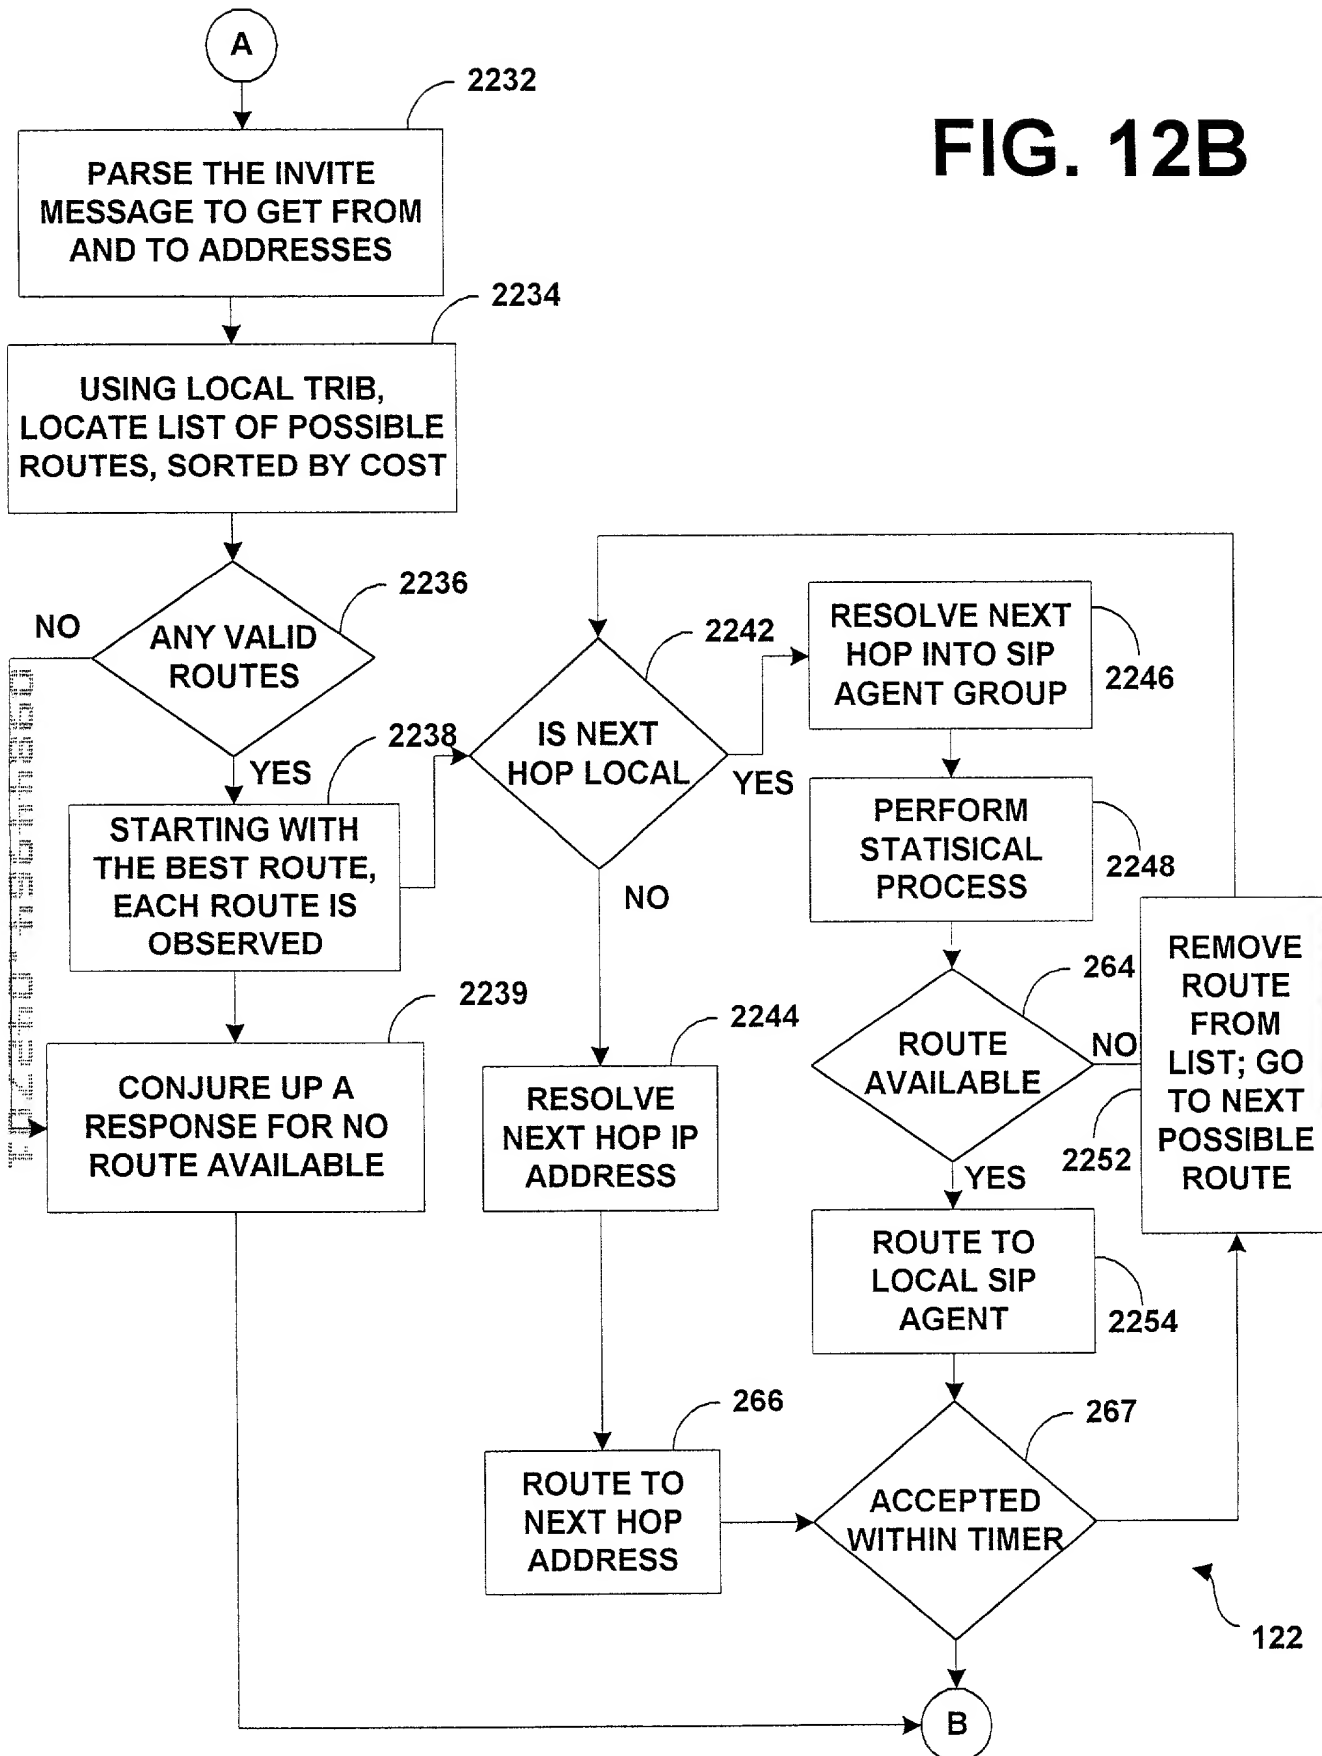 A
2232
FIG. 12B
PARSE THE INVITE
MESSAGE TO GET FROM
AND TO ADDRESSES
2234
USING LOCAL TRIB,
LOCATE LIST OF POSSIBLE
ROUTES, SORTED BY COST
2236
NO
ANY VALID
ROUTES
YES
2238
STARTING WITH
THE BEST ROUTE,
EACH ROUTE IS
OBSERVED
2239
CONJURE UP A
RESPONSE FOR NO
ROUTE AVAILABLE
2242
IS NEXT
HOP LOCAL
YES
NO
2244
RESOLVE
NEXT HOP IP
ADDRESS
266
ROUTE TO
NEXT HOP
ADDRESS
RESOLVE NEXT
HOP INTO SIP
AGENT GROUP
2246
PERFORM
STATISICAL
PROCESS
2248
264
ROUTE
AVAILABLE
NO
YES
REMOVE
ROUTE
FROM
LIST; GO
TO NEXT
POSSIBLE
ROUTE
2252
ROUTE TO
LOCAL SIP
AGENT
2254
267
ACCEPTED
WITHIN TIMER
122
B